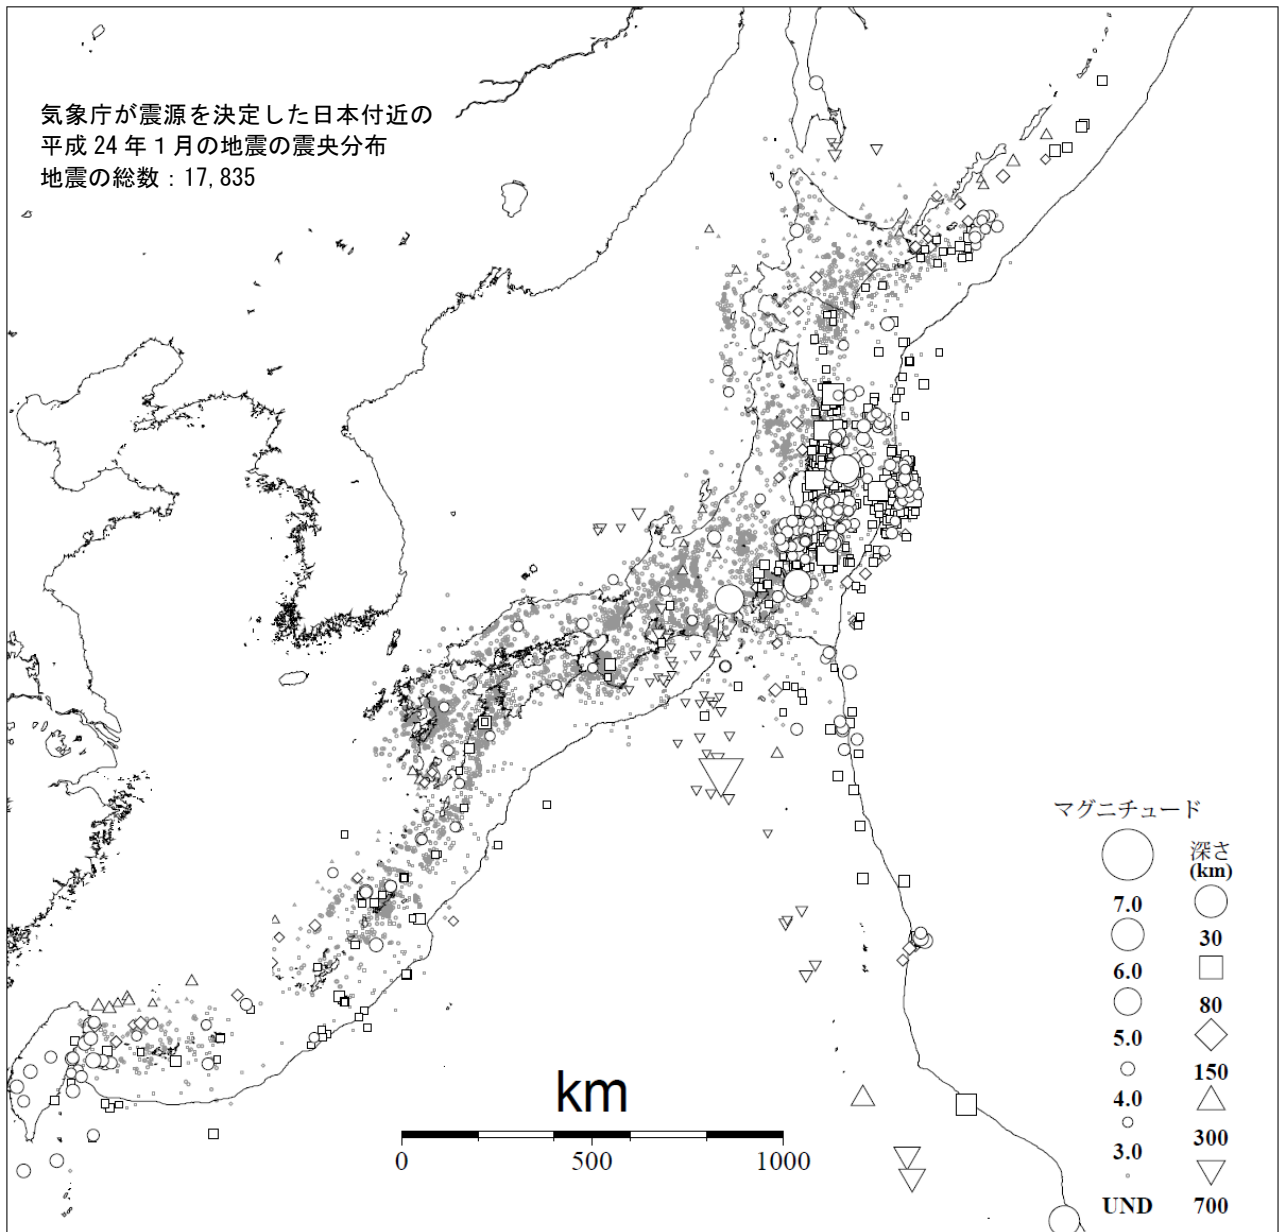 気象庁が震源を決定した日本付近の
平成24年1月の地震の震央分布
地震の総数：17,835
マグニチュード
深さ
(km)
7.0
30
6.0
80
5.0
150
4.0
300
3.0
UND 700
km
0 500 1000